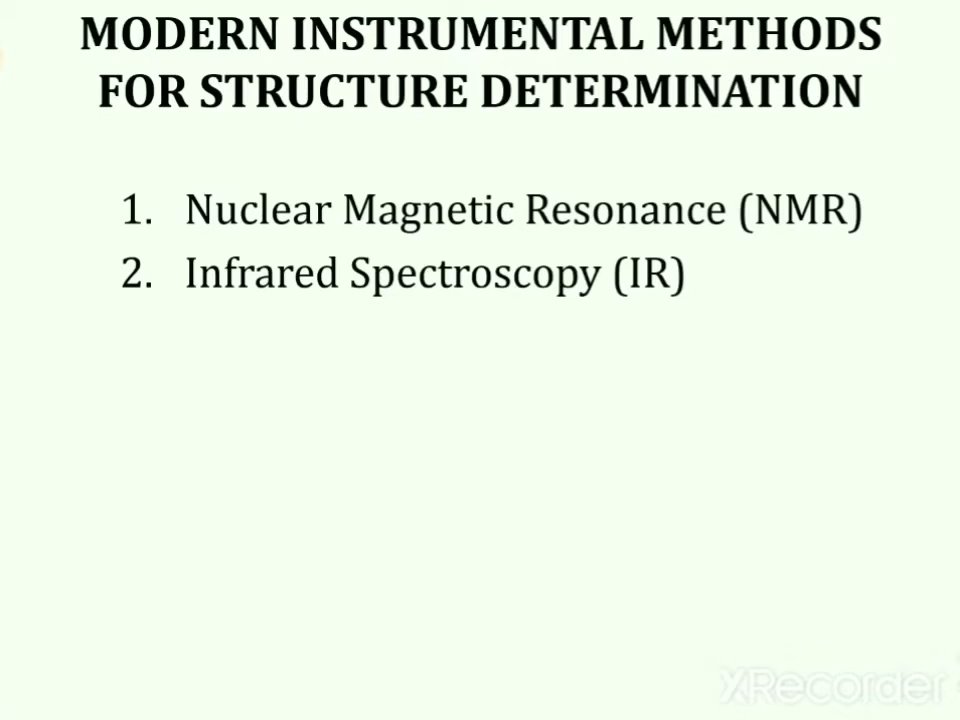 MODERN INSTRUMENTAL METHODS
FOR STRUCTURE DETERMINATION
1. Nuclear Magnetic Resonance (NMR)
2. Infrared Spectroscopy (IR)
XRecorder